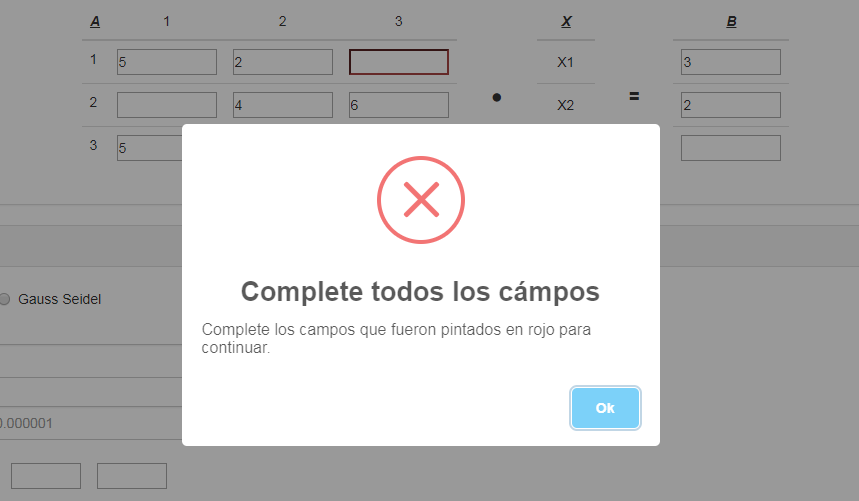 A 1 2 3 X B
1 5 2 X1 3
2 4 6 • X2 = 2
3 5
Complete todos los cámpos
Gauss Seidel
Complete los campos que fueron pintados en rojo para
continuar.
Ok
0.000001